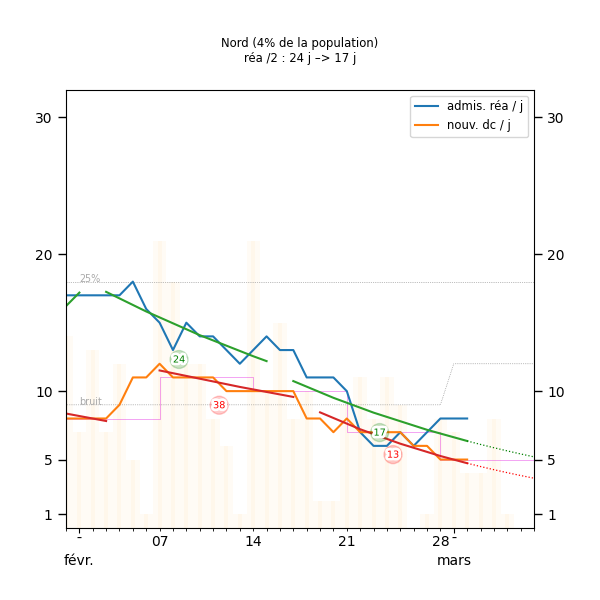 Nord (4% de la population)
réa /2 : 24 j –> 17 j
admis. réa / j
nouv. dc / j
30
30
20
20
25%
24
10
10
bruit
38
17
13
5
5
1
1
07
14
21
28
févr.
mars